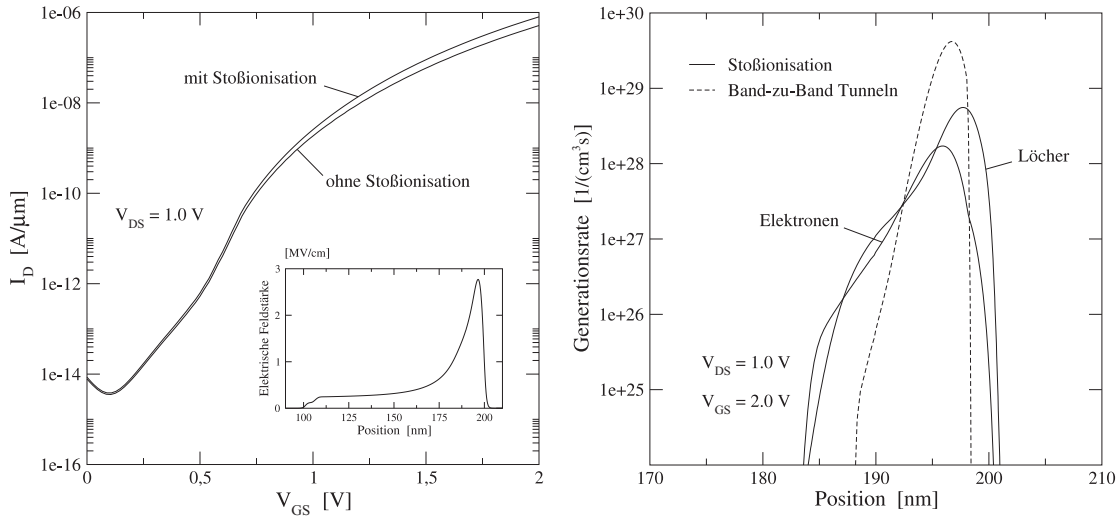 1e-06
1e-08
1e-10
1e-12
1e-14
1e-16
I_D [A/µm]
mit Stoßionisation
ohne Stoßionisation
V_DS = 1.0 V
[MV/cm]
3
2
1
0
Elektrische Feldstärke
100 125 150 175 200
Position [nm]
0 0,5 1 1,5 2
V_GS [V]
1e+30
1e+29
1e+28
1e+27
1e+26
1e+25
Generationsrate [1/(cm³s)]
Stoßionisation
Band-zu-Band Tunneln
Löcher
Elektronen
V_DS = 1.0 V
V_GS = 2.0 V
170 180 190 200 210
Position [nm]